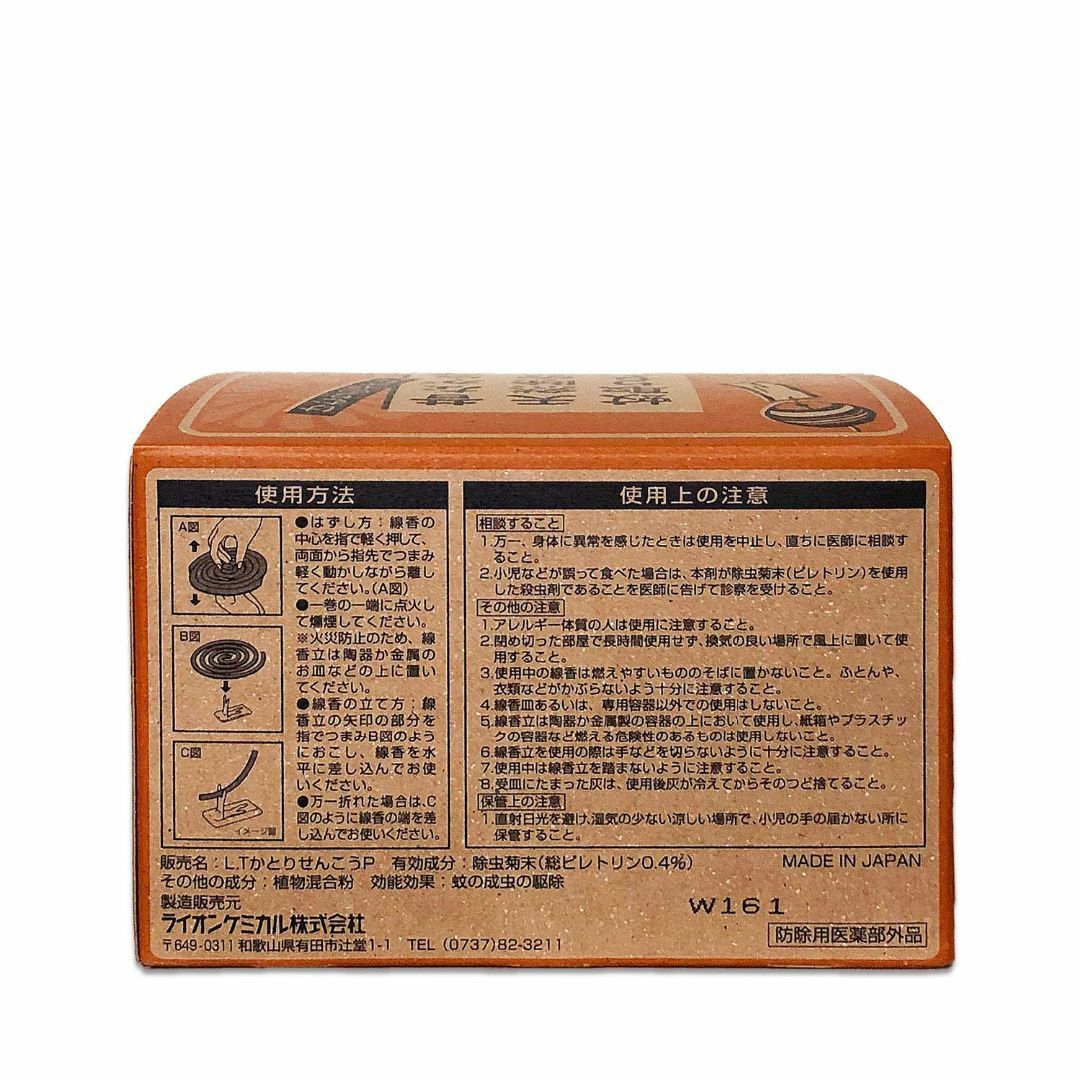 使用方法
A図
B図
C図
イメージ図
●はずし方：線香の
中心を指で軽く押して、
両面から指先でつまみ
軽く動かしながら離し
てください。(A図)
●一巻の一端に点火し
て燻煙してください。
※火災防止のため、線
香立は陶器か金属の
お皿などの上に置い
てください。
●線香の立て方：線
香立の矢印の部分を
指でつまみB図のよう
におこし、線香を水
平に差し込んでお使
いください。
●万一折れた場合は、C
図のように線香の端を差
し込んでお使いください。
使用上の注意
相談すること
1.万一、身体に異常を感じたときは使用を中止し、直ちに医師に相談す
ること。
2.小児などが誤って食べた場合は、本剤が除虫菊末(ピレトリン)を使用
した殺虫剤であることを医師に告げて診察を受けること。
その他の注意
1.アレルギー体質の人は使用に注意すること。
2.閉め切った部屋で長時間使用せず、換気の良い場所で風上に置いて使
用すること。
3.使用中の線香は燃えやすいもののそばに置かないこと。ふとんや、
衣類などがかぶらないよう十分に注意すること。
4.線香皿あるいは、専用容器以外での使用はしないこと。
5.線香立は陶器か金属製の容器の上において使用し、紙箱やプラスチッ
クの容器など燃える危険性のあるものは使用しないこと。
6.線香立を使用の際は手などを切らないように十分に注意すること。
7.使用中は線香立を踏まないように注意すること。
8.受皿にたまった灰は、使用後灰が冷えてからそのつど捨てること。
保管上の注意
1.直射日光を避け、湿気の少ない涼しい場所で、小児の手の届かない所に
保管すること。
販売名：L.Tかとりせんこう P 有効成分：除虫菊末(総ピレトリン0.4%)
MADE IN JAPAN
その他の成分：植物混合粉 効能効果：蚊の成虫の駆除
製造販売元
ライオンケミカル株式会社
〒649-0311 和歌山県有田市辻堂1-1 TEL (0737)82-3211
W161
防除用医薬部外品